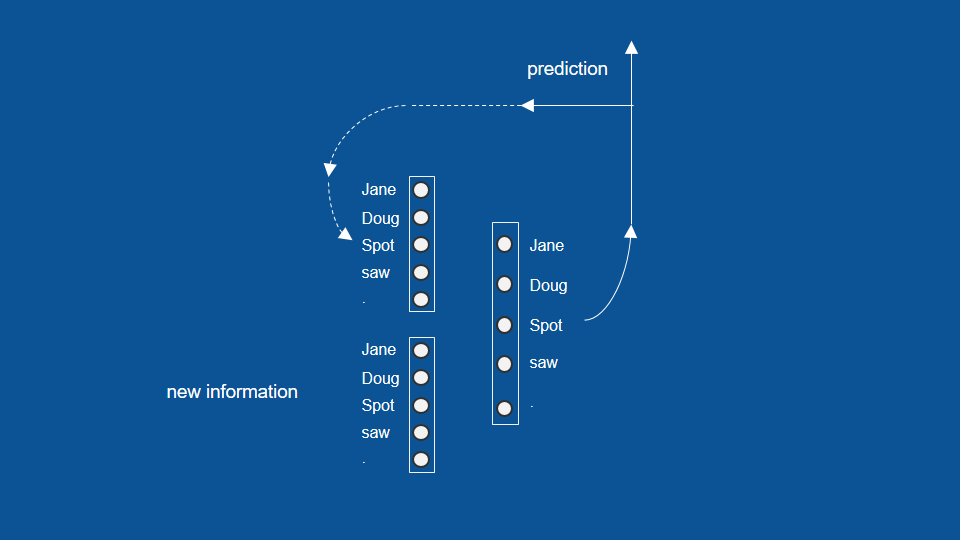 prediction
Jane
Doug
Spot
saw
.
Jane
Doug
Spot
saw
.
new information
Jane
Doug
Spot
saw
.